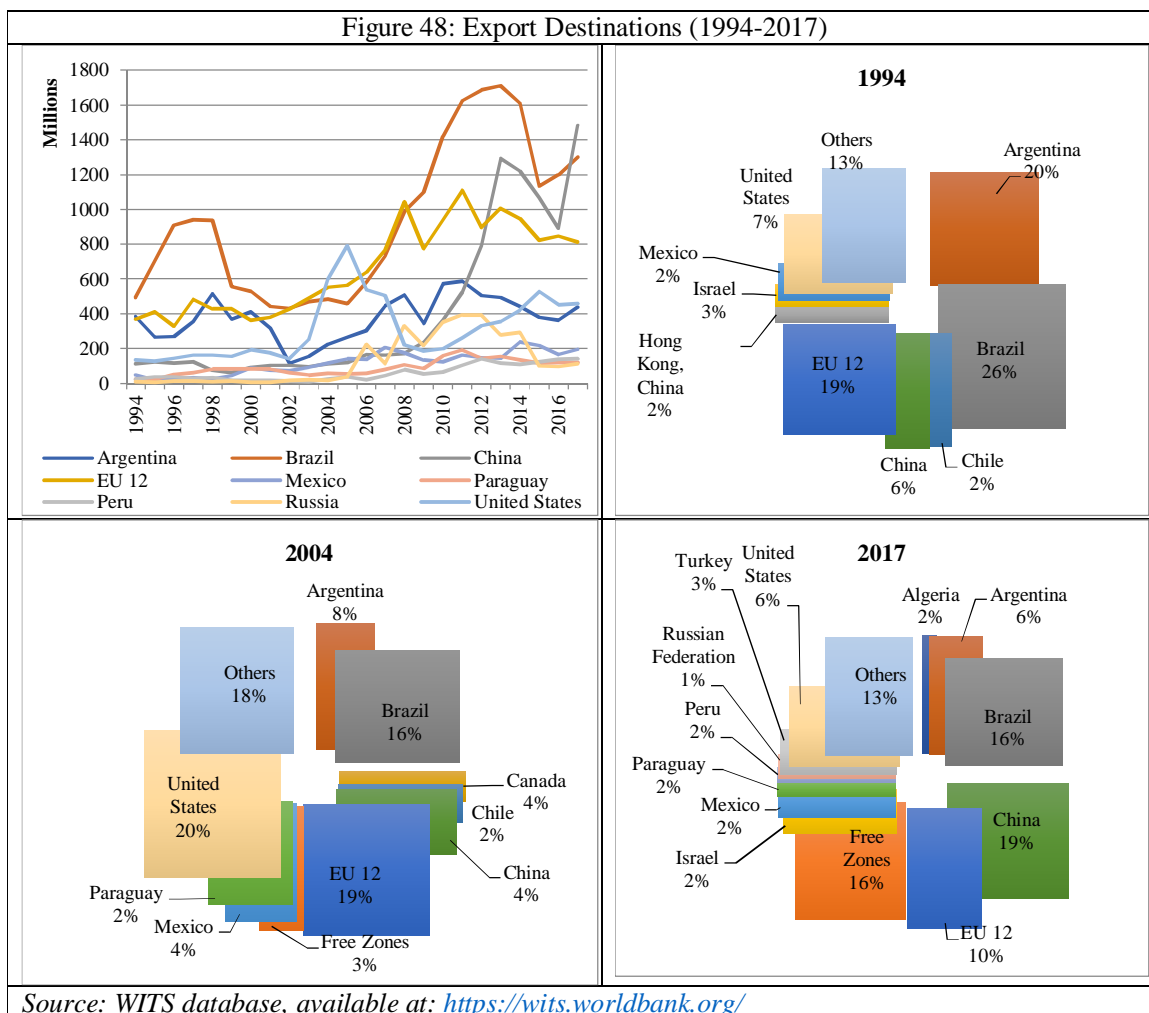 Figure 48: Export Destinations (1994-2017)
Millions
1800
1600
1400
1200
1000
800
600
400
200
0
1994
1996
1998
2000
2002
2004
2006
2008
2010
2012
2014
2016
Argentina
Brazil
China
EU 12
Mexico
Paraguay
Peru
Russia
United States
1994
Others
13%
Argentina
20%
United
States
7%
Mexico
2%
Israel
3%
Hong
Kong,
China
2%
EU 12
19%
Brazil
26%
China
6%
Chile
2%
2004
Argentina
8%
Others
18%
Brazil
16%
United
States
20%
Canada
4%
Chile
2%
China
4%
EU 12
19%
Paraguay
2%
Mexico
4%
Free Zones
3%
2017
Turkey
3%
United
States
6%
Algeria
2%
Argentina
6%
Russian
Federation
1%
Others
13%
Peru
2%
Brazil
16%
Paraguay
2%
Mexico
2%
China
19%
Israel
2%
Free
Zones
16%
EU 12
10%
Source: WITS database, available at: https://wits.worldbank.org/